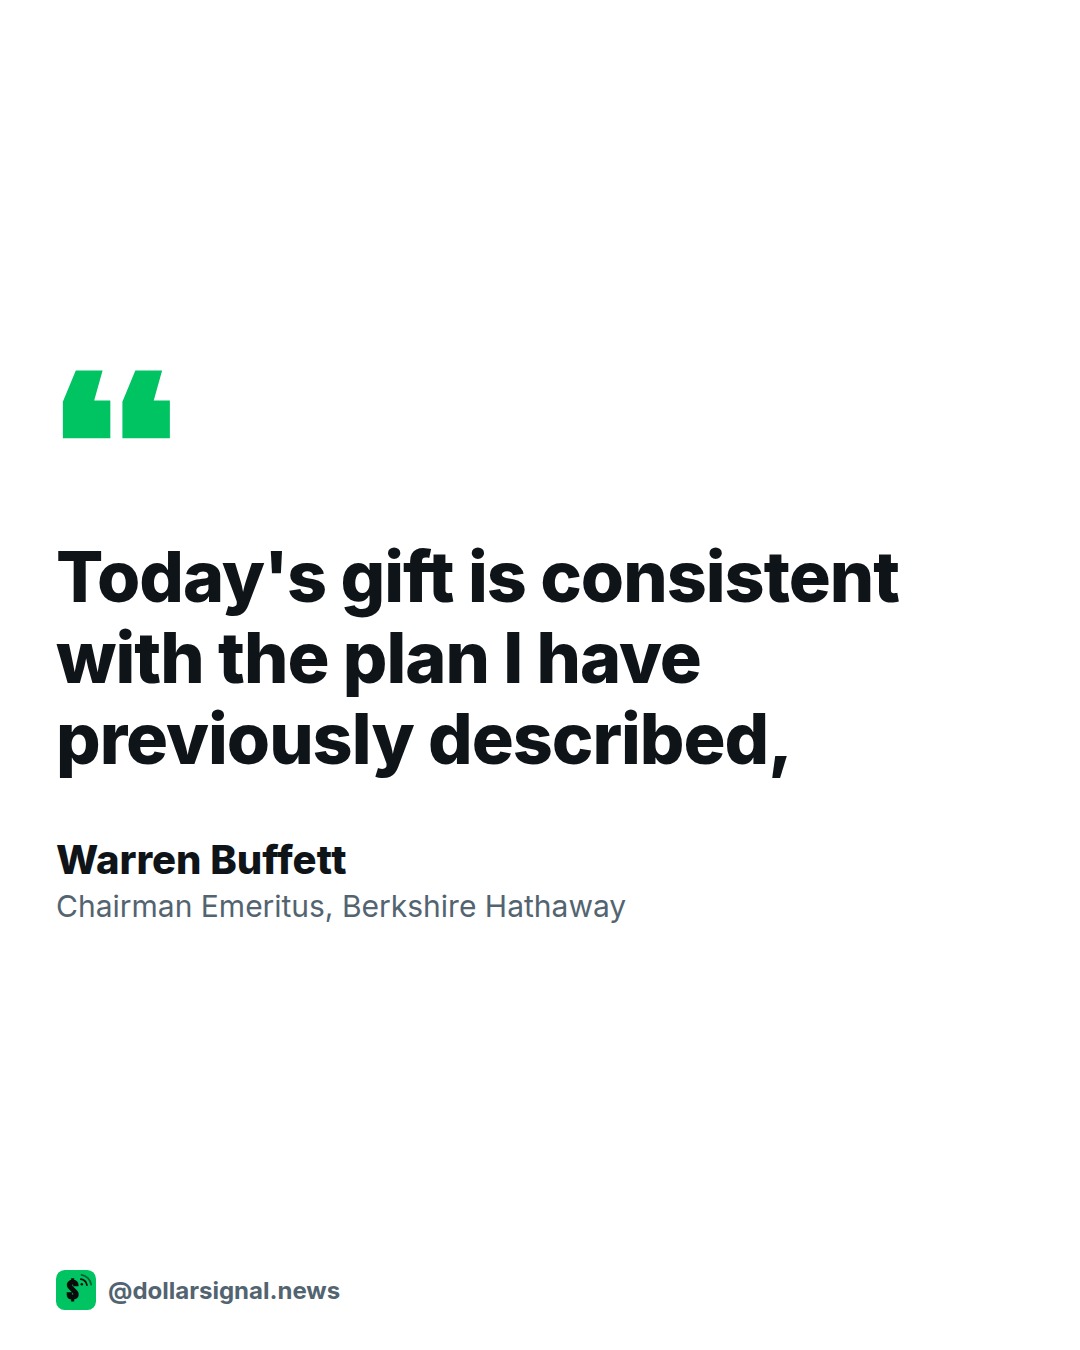 “
Today's gift is consistent
with the plan I have
previously described,
Warren Buffett
Chairman Emeritus, Berkshire Hathaway
$
@dollarsignal.news